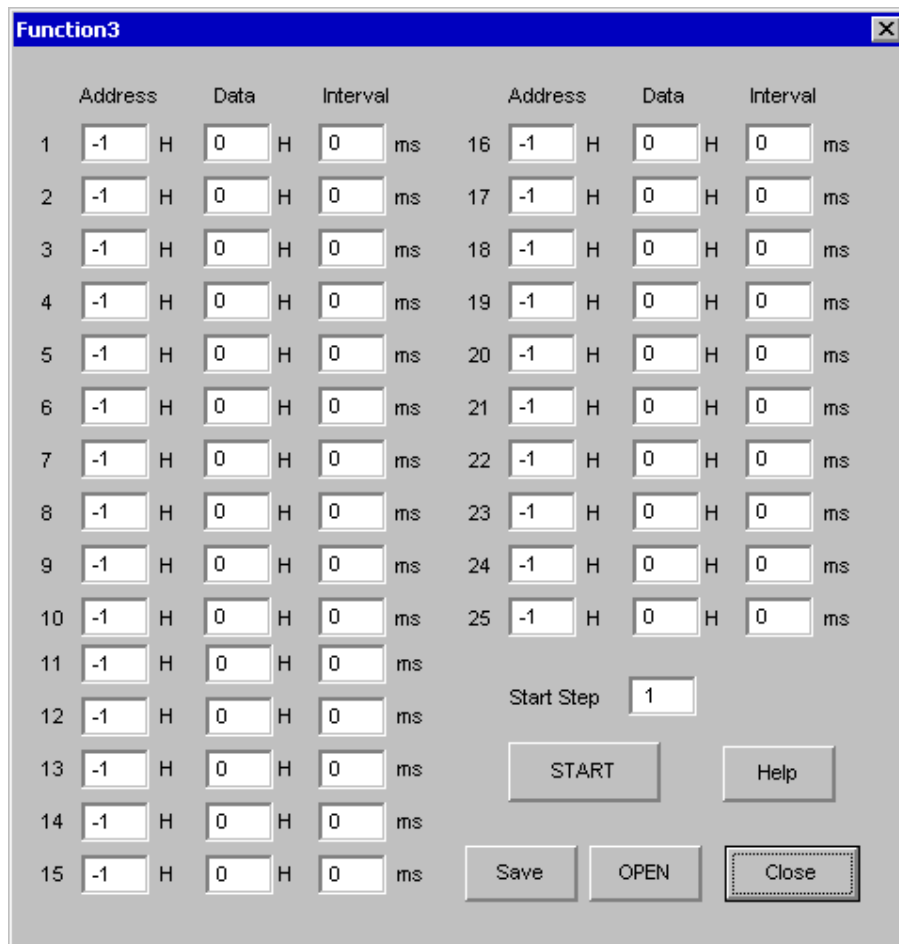 Function3
Address Data Interval Address Data Interval
1 -1 H 0 H 0 ms 16 -1 H 0 H 0 ms
2 -1 H 0 H 0 ms 17 -1 H 0 H 0 ms
3 -1 H 0 H 0 ms 18 -1 H 0 H 0 ms
4 -1 H 0 H 0 ms 19 -1 H 0 H 0 ms
5 -1 H 0 H 0 ms 20 -1 H 0 H 0 ms
6 -1 H 0 H 0 ms 21 -1 H 0 H 0 ms
7 -1 H 0 H 0 ms 22 -1 H 0 H 0 ms
8 -1 H 0 H 0 ms 23 -1 H 0 H 0 ms
9 -1 H 0 H 0 ms 24 -1 H 0 H 0 ms
10 -1 H 0 H 0 ms 25 -1 H 0 H 0 ms
11 -1 H 0 H 0 ms
12 -1 H 0 H 0 ms Start Step 1
13 -1 H 0 H 0 ms START Help
14 -1 H 0 H 0 ms
15 -1 H 0 H 0 ms Save OPEN Close